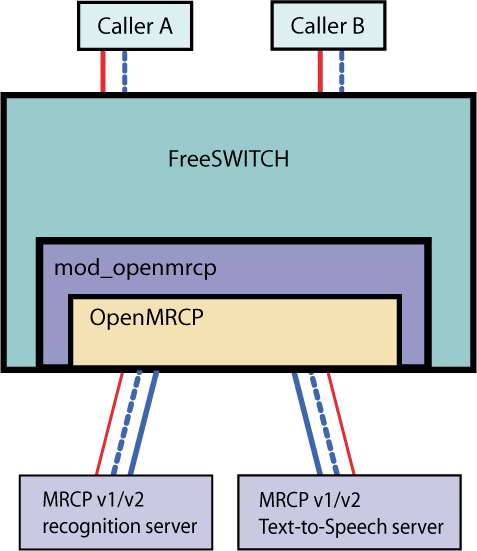 Caller A
Caller B
FreeSWITCH
mod_openmrcp
OpenMRCP
MRCP v1/v2
recognition server
MRCP v1/v2
Text-to-Speech server